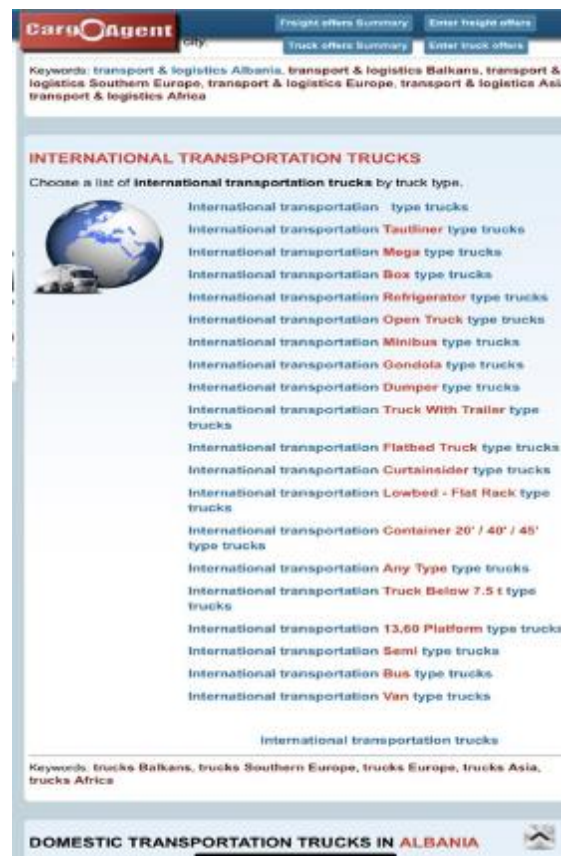 CargoAgent
Freight offers Summary
Enter freight offers
Truck offers Summary
Enter truck offers
city.
Keywords: transport & logistics Albania, transport & logistics Balkans, transport &
logistics Southern Europe, transport & logistics Europe, transport & logistics Asi
transport & logistics Africa
INTERNATIONAL TRANSPORTATION TRUCKS
Choose a list of international transportation trucks by truck type.
International transportation type trucks
International transportation Tautliner type trucks
International transportation Mega type trucks
International transportation Box type trucks
International transportation Refrigerator type trucks
International transportation Open Truck type trucks
International transportation Minibus type trucks
International transportation Gondola type trucks
International transportation Dumper type trucks
International transportation Truck With Trailer type
trucks
International transportation Flatbed Truck type trucks
International transportation Curtainsider type trucks
International transportation Lowbed - Flat Rack type
trucks
International transportation Container 20' / 40' / 45'
type trucks
International transportation Any Type type trucks
International transportation Truck Below 7.5 t type
trucks
International transportation 13,60 Platform type trucks
International transportation Semi type trucks
International transportation Bus type trucks
International transportation Van type trucks
International transportation trucks
Keywords: trucks Balkans, trucks Southern Europe, trucks Europe, trucks Asia,
trucks Africa
DOMESTIC TRANSPORTATION TRUCKS IN ALBANIA